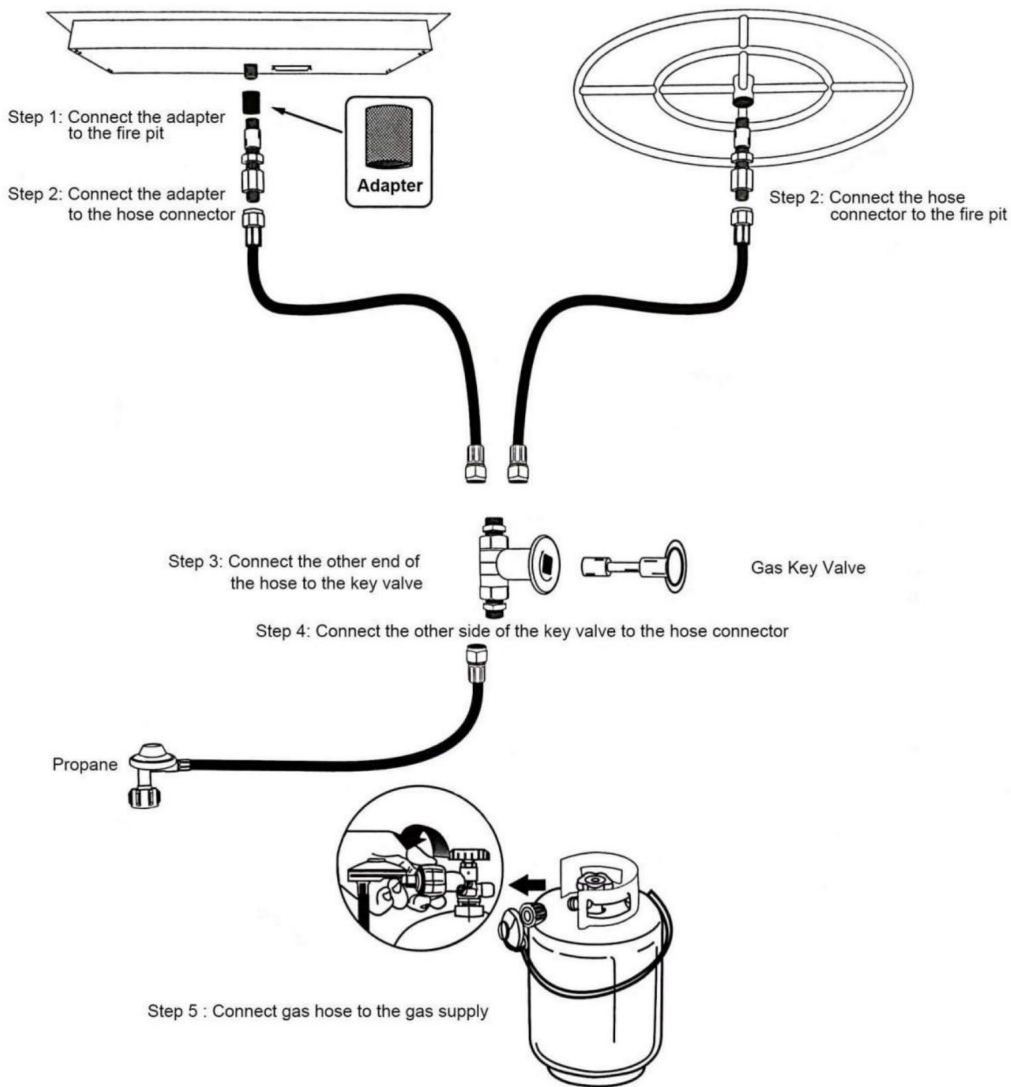 Step 1: Connect the adapter
to the fire pit
Adapter
Step 2: Connect the adapter
to the hose connector
Step 2: Connect the hose
connector to the fire pit
Step 3: Connect the other end of
the hose to the key valve
Gas Key Valve
Step 4: Connect the other side of the key valve to the hose connector
Propane
Step 5 : Connect gas hose to the gas supply